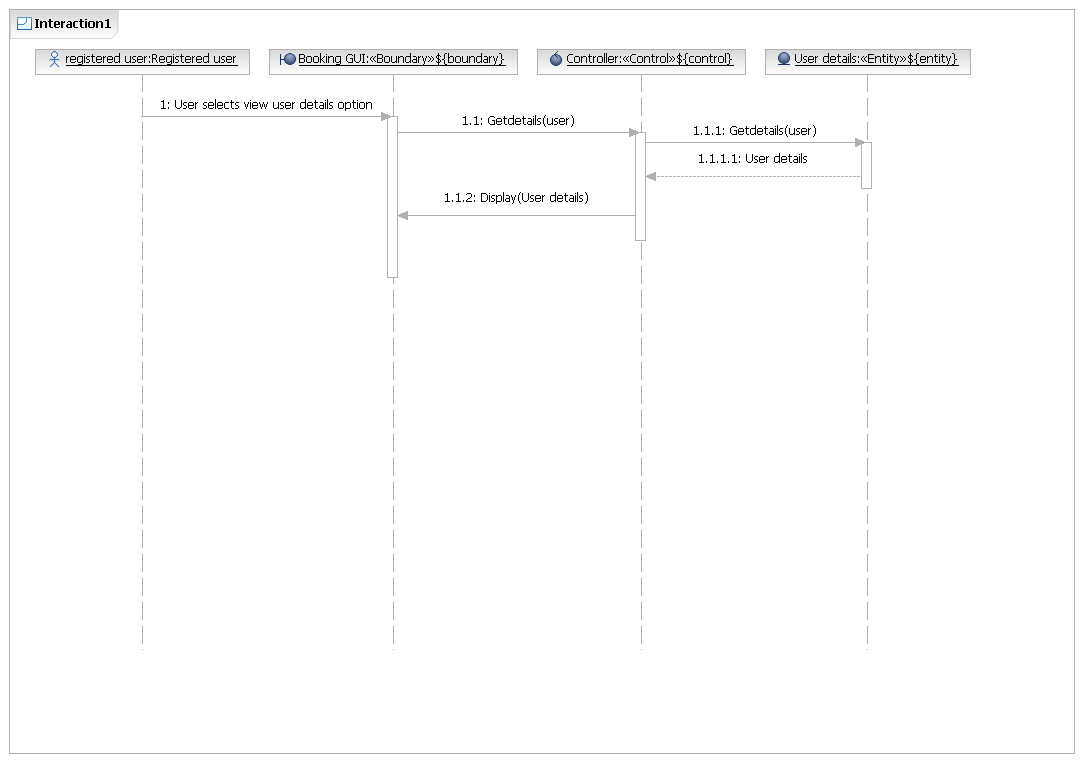 Interaction1
registered user:Registered user
Booking GUI:«Boundary»${boundary}
Controller:«Control»${control}
User details:«Entity»${entity}
1: User selects view user details option
1.1: Getdetails(user)
1.1.1: Getdetails(user)
1.1.1.1: User details
1.1.2: Display(User details)